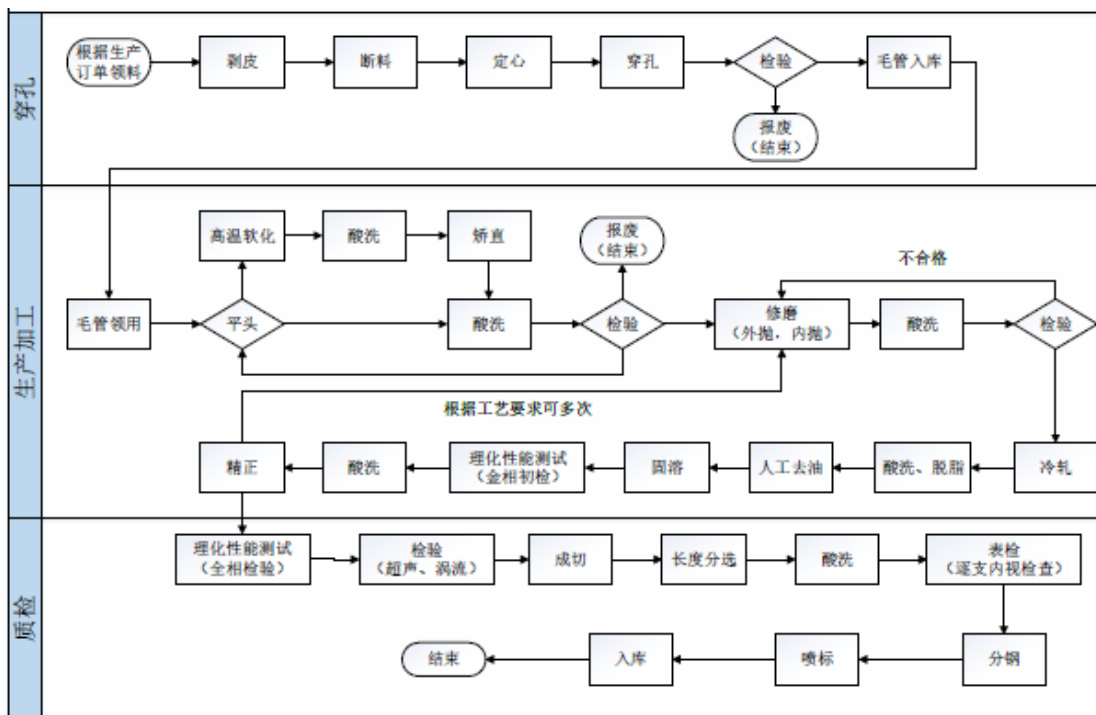 穿孔
根据生产
订单领料
剥皮
断料
定心
穿孔
检验
毛管入库
报废
(结束)
生产加工
高温软化
酸洗
矫直
报废
(结束)
不合格
毛管领用
平头
酸洗
检验
修磨
(外抛，内抛)
酸洗
检验
根据工艺要求可多次
精正
酸洗
理化性能测试
(金相初检)
固溶
人工去油
酸洗、脱脂
冷轧
质检
理化性能测试
(全相检验)
检验
(超声、涡流)
成切
长度分选
酸洗
表检
(逐支内视检查)
结束
入库
喷标
分钢